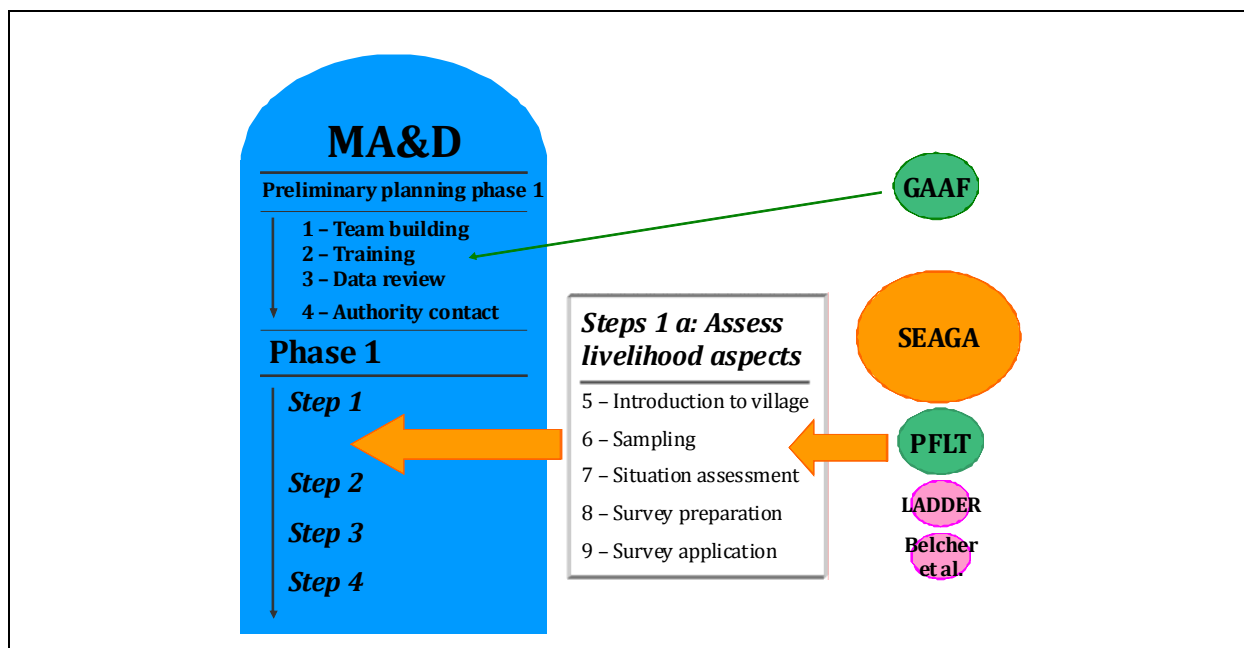 MA&D
Preliminary planning phase 1
1 – Team building
2 – Training
3 – Data review
4 – Authority contact
Phase 1
Step 1
Step 2
Step 3
Step 4
Steps 1 a: Assess
livelihood aspects
5 – Introduction to village
6 – Sampling
7 – Situation assessment
8 – Survey preparation
9 – Survey application
GAAF
SEAGA
PFLT
LADDER
Belcher
et al.